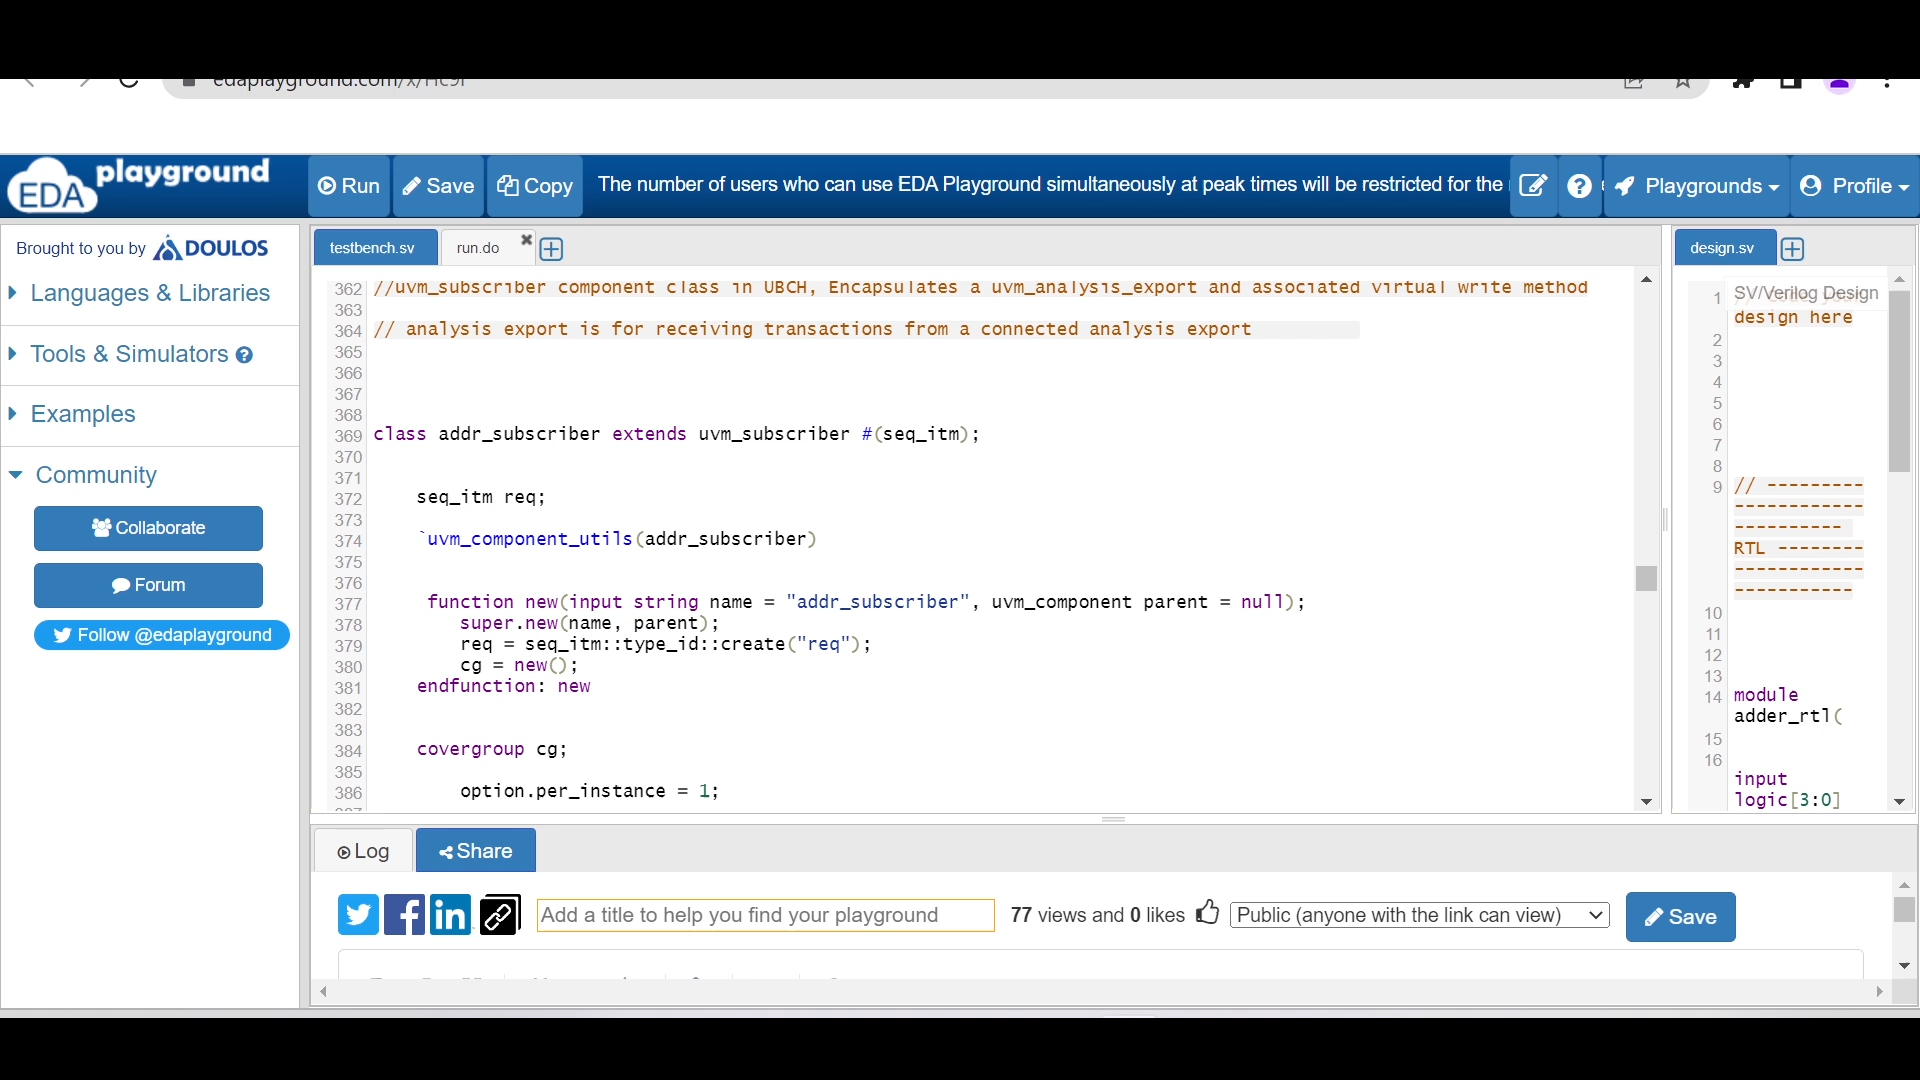 EDA playground
Run
Save
Copy
The number of users who can use EDA Playground simultaneously at peak times will be restricted for the
Playgrounds
Profile
Brought to you by DOULOS
Languages & Libraries
Tools & Simulators
Examples
Community
Collaborate
Forum
Follow @edaplayground
testbench.sv
run.do
362 //uvm_subscriber component class in UBCH, Encapsulates a uvm_analysis_export and associated virtual write method
363
364 // analysis export is for receiving transactions from a connected analysis export
365
366
367
368
369 class addr_subscriber extends uvm_subscriber #(seq_itm);
370
371
372 seq_itm req;
373
374 `uvm_component_utils(addr_subscriber)
375
376
377 function new(input string name = "addr_subscriber", uvm_component parent = null);
378 super.new(name, parent);
379 req = seq_itm::type_id::create("req");
380 cg = new();
381 endfunction: new
382
383
384 covergroup cg;
385
386 option.per_instance = 1;
design.sv
SV/Verilog Design
1
design here
2
3
4
5
6
7
8
9 // ---------
------------
----------
RTL --------
------------
-----------
10
11
12
13
14 module
adder_rtl(
15
16
input
logic[3:0]
Log
Share
Add a title to help you find your playground
77 views and 0 likes
Public (anyone with the link can view)
Save